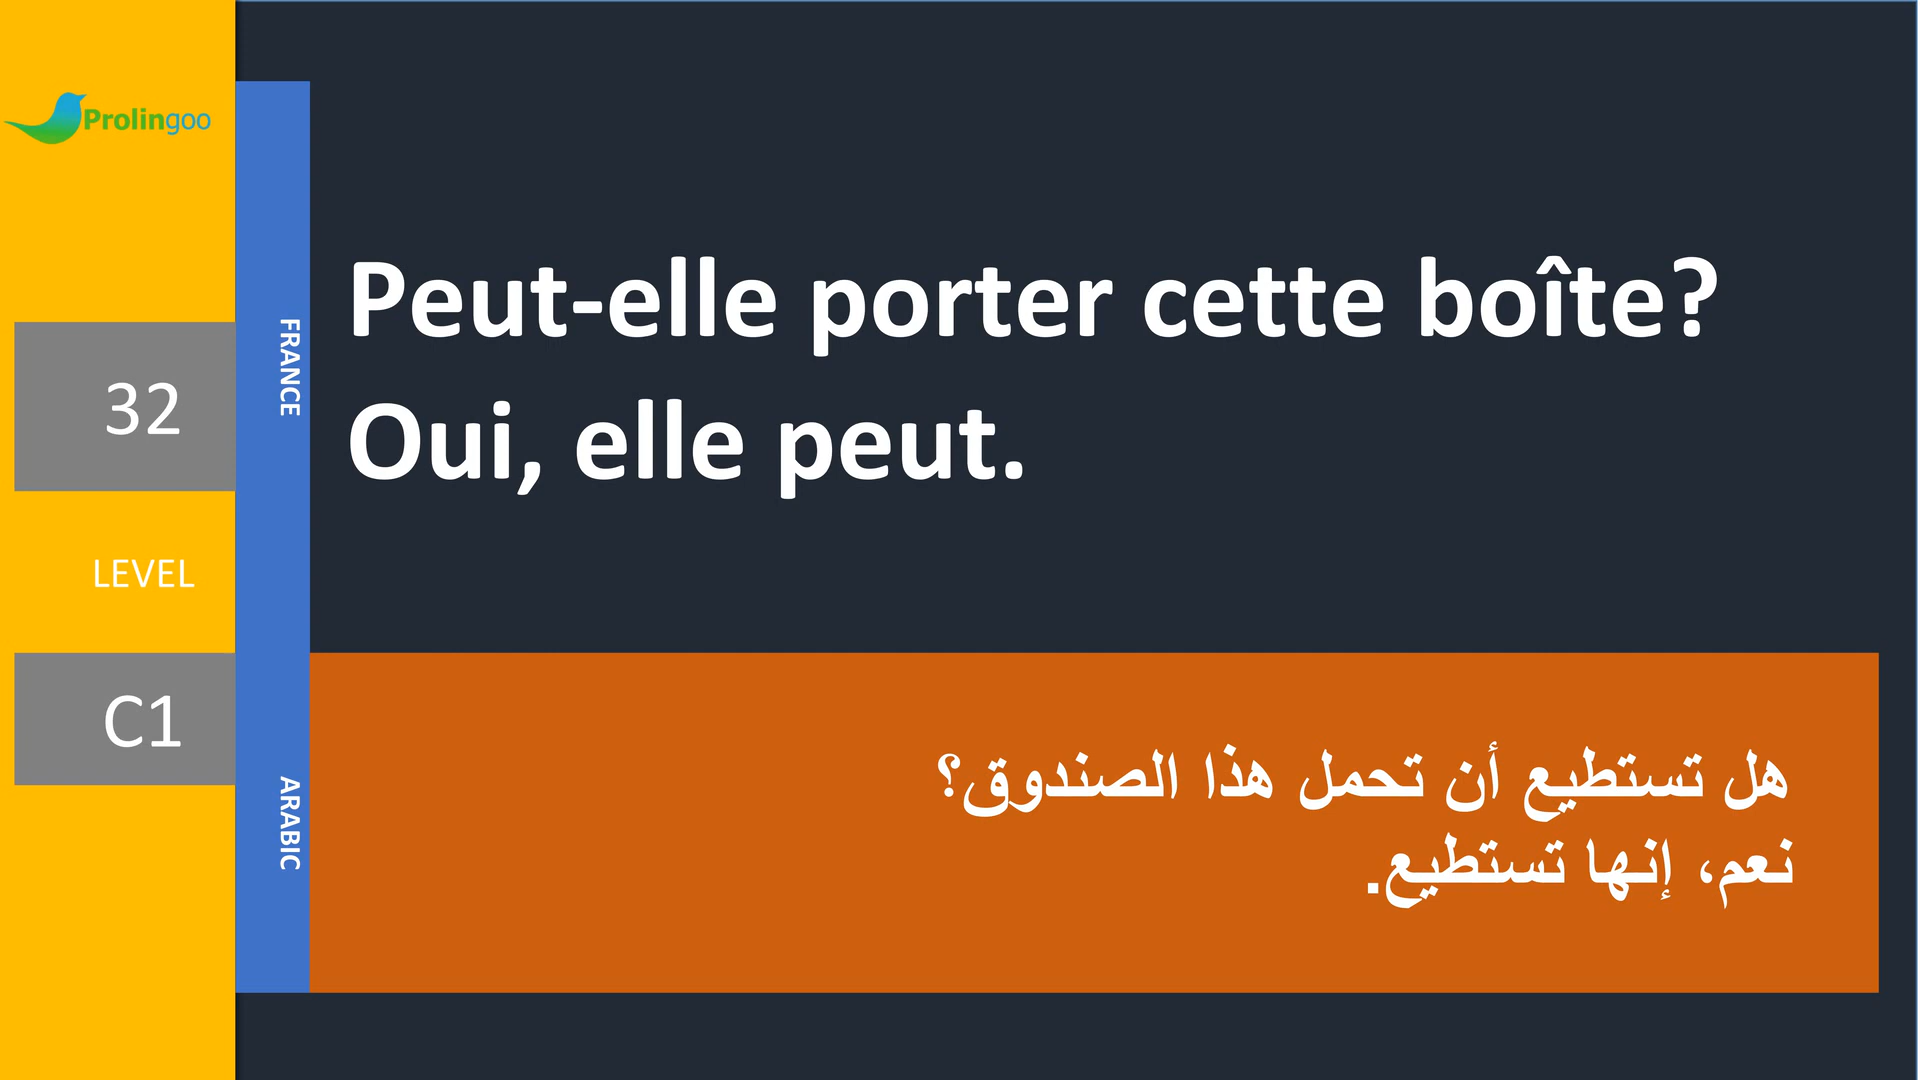 Prolingoo
32
LEVEL
C1
FRANCE
ARABIC
Peut-elle porter cette boîte?
Oui, elle peut.
هل تستطيع أن تحمل هذا الصندوق؟
نعم، إنها تستطيع.